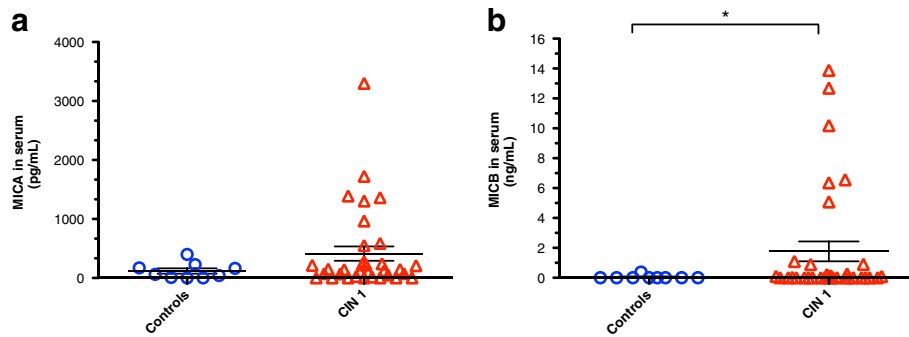 a
4000
3000
2000
1000
0
MICA in serum
(pg/mL)
Controls
CIN 1
b
*
16
14
12
10
8
6
4
2
0
MICB in serum
(ng/mL)
Controls
CIN 1